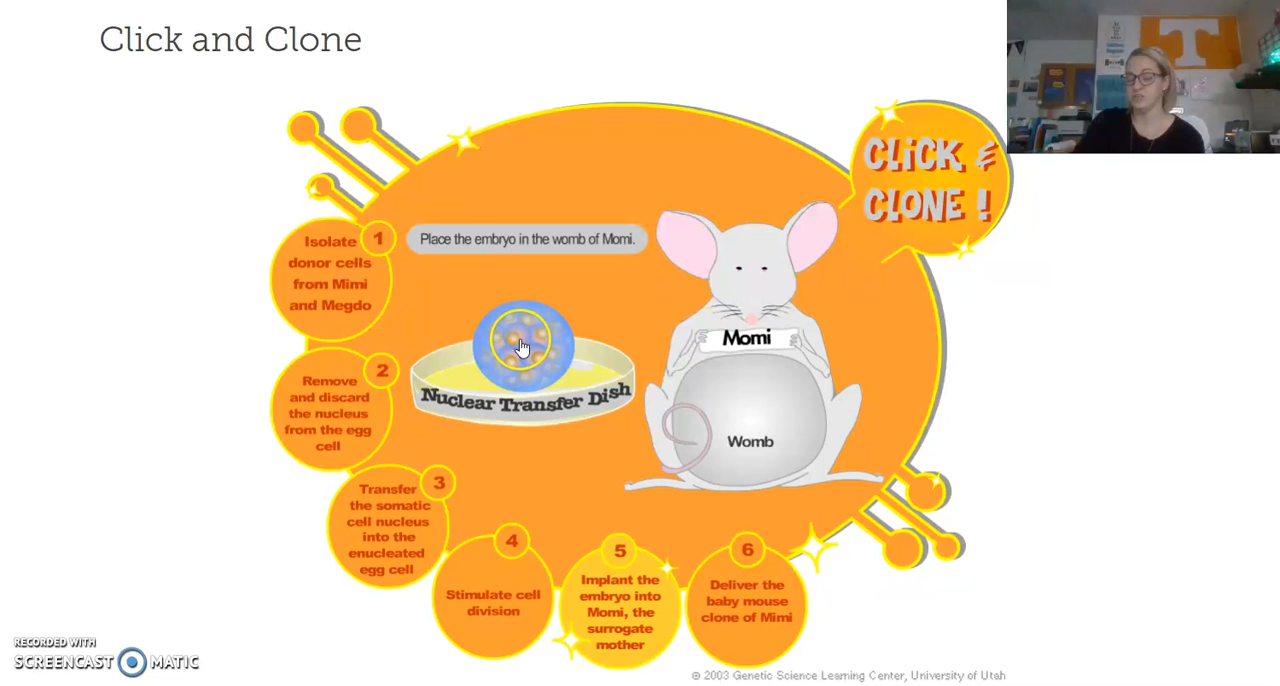 Click and Clone
T
CLICK &
CLONE !
Place the embryo in the womb of Momi.
Momi
Womb
Nuclear Transfer Dish
1
Isolate
donor cells
from Mimi
and Megdo
2
Remove
and discard
the nucleus
from the egg
cell
3
Transfer
the somatic
cell nucleus
into the
enucleated
egg cell
4
Stimulate cell
division
5
Implant the
embryo into
Momi, the
surrogate
mother
6
Deliver the
baby mouse
clone of Mimi
RECORDED WITH
SCREENCAST MATIC
© 2003 Genetic Science Learning Center, University of Utah